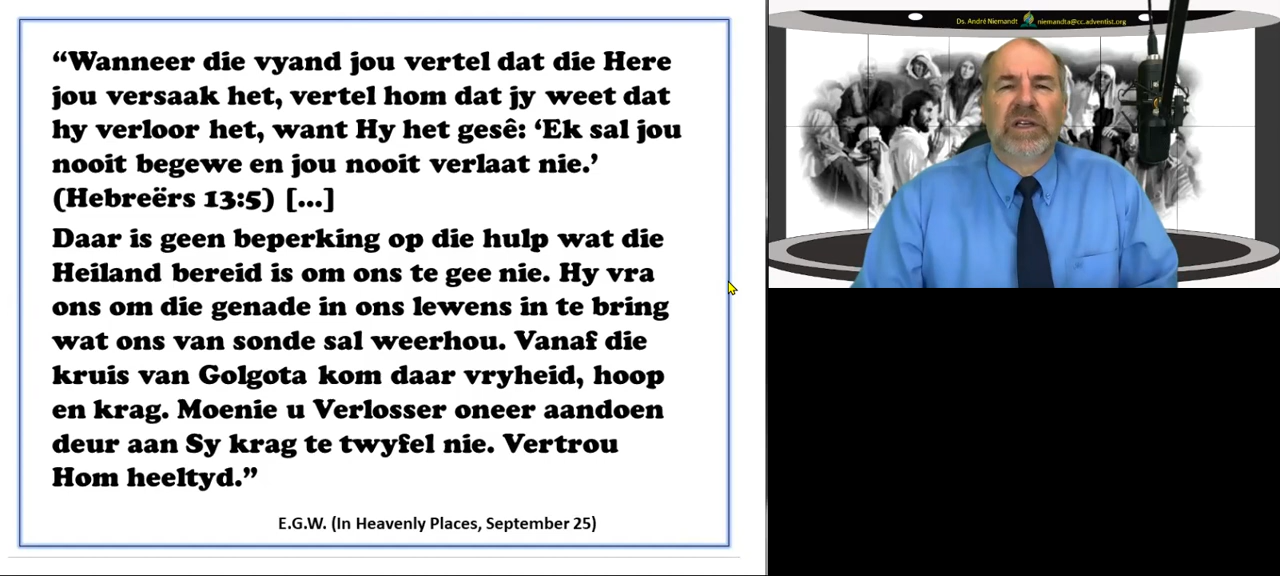 “Wanneer die vyand jou vertel dat die Here
jou versaak het, vertel hom dat jy weet dat
hy verloor het, want Hy het gesê: ‘Ek sal jou
nooit begewe en jou nooit verlaat nie.’
(Hebreërs 13:5) [...]
Daar is geen beperking op die hulp wat die
Heiland bereid is om ons te gee nie. Hy vra
ons om die genade in ons lewens in te bring
wat ons van sonde sal weerhou. Vanaf die
kruis van Golgota kom daar vryheid, hoop
en krag. Moenie u Verlosser oneer aandoen
deur aan Sy krag te twyfel nie. Vertrou
Hom heeltyd.”
E.G.W. (In Heavenly Places, September 25)
Ds. André Niemandt niemandta@cc.adventist.org